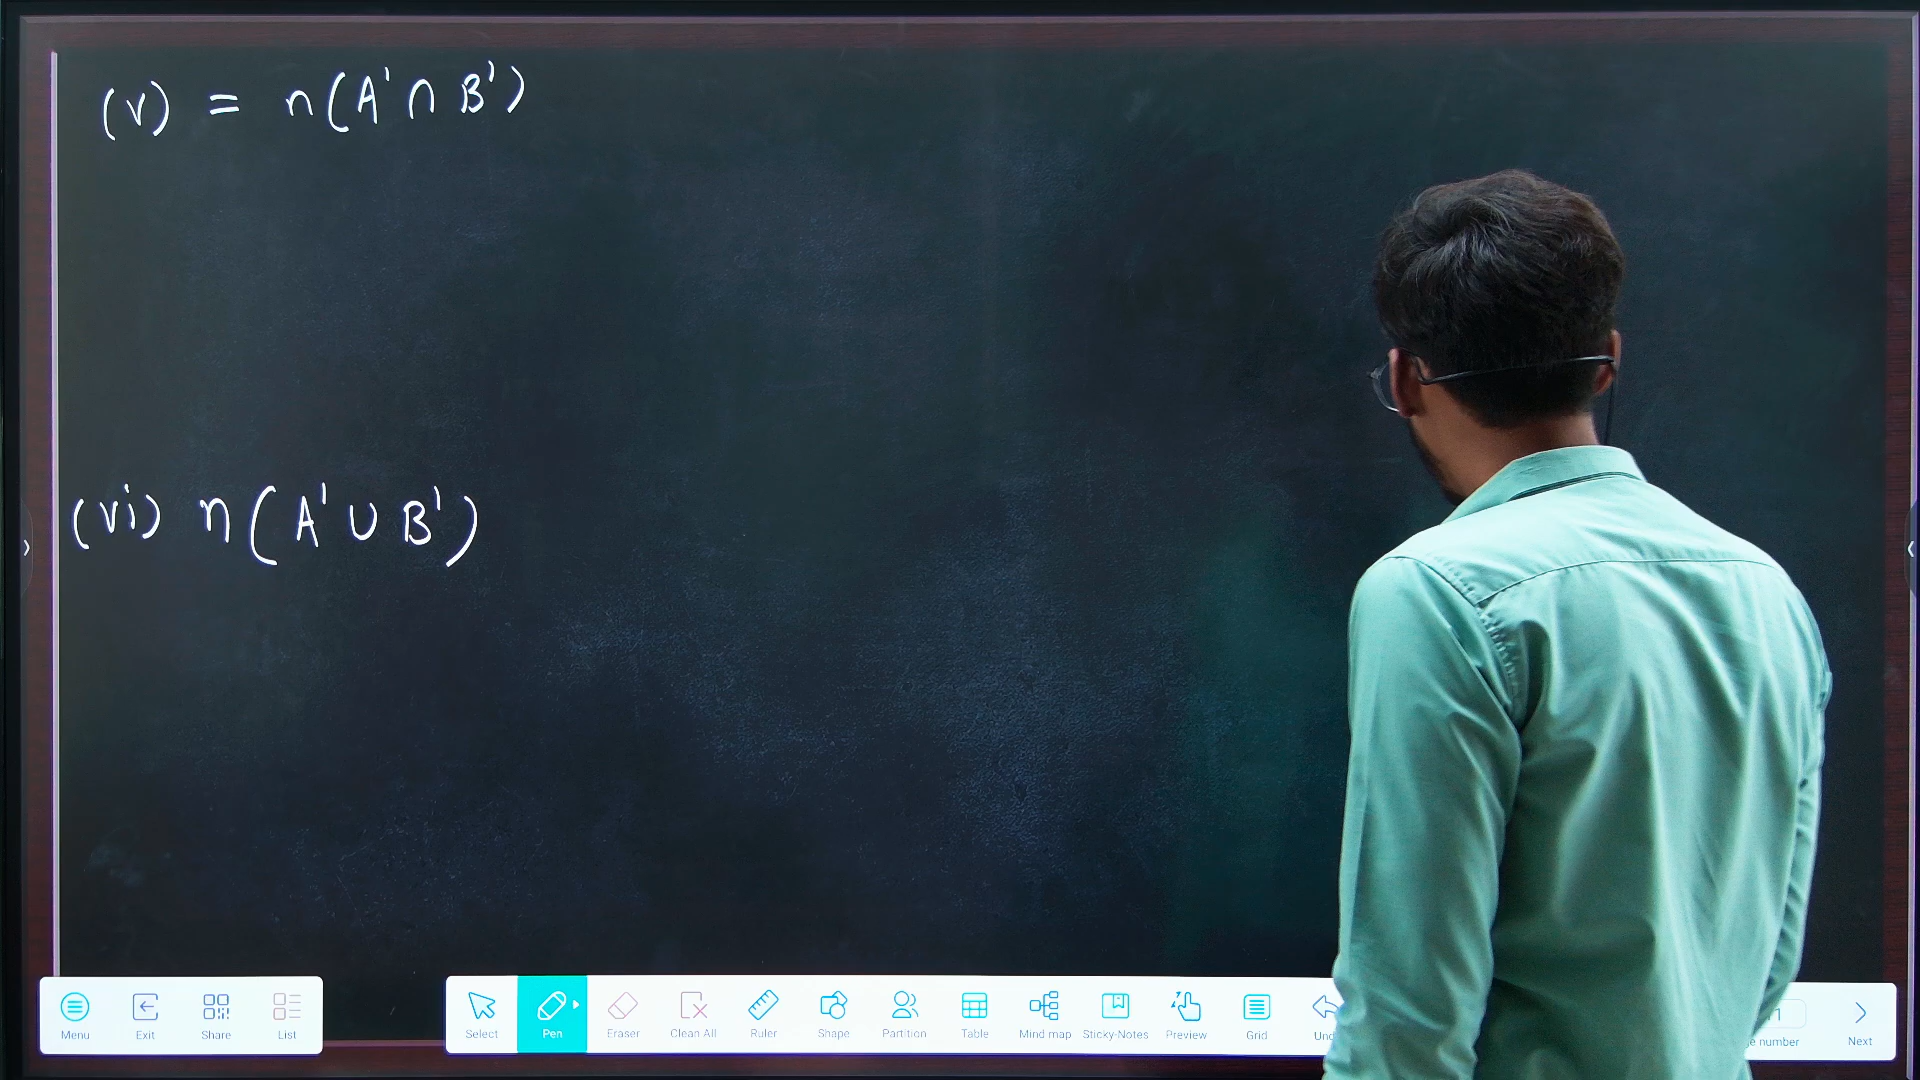 (v) = n(A' ∩ B')
(vi) n(A' ∪ B')
Menu Exit Share List Select Pen Eraser Clean All Ruler Shape Partition Table Mind map Sticky-Notes Preview Grid number Next